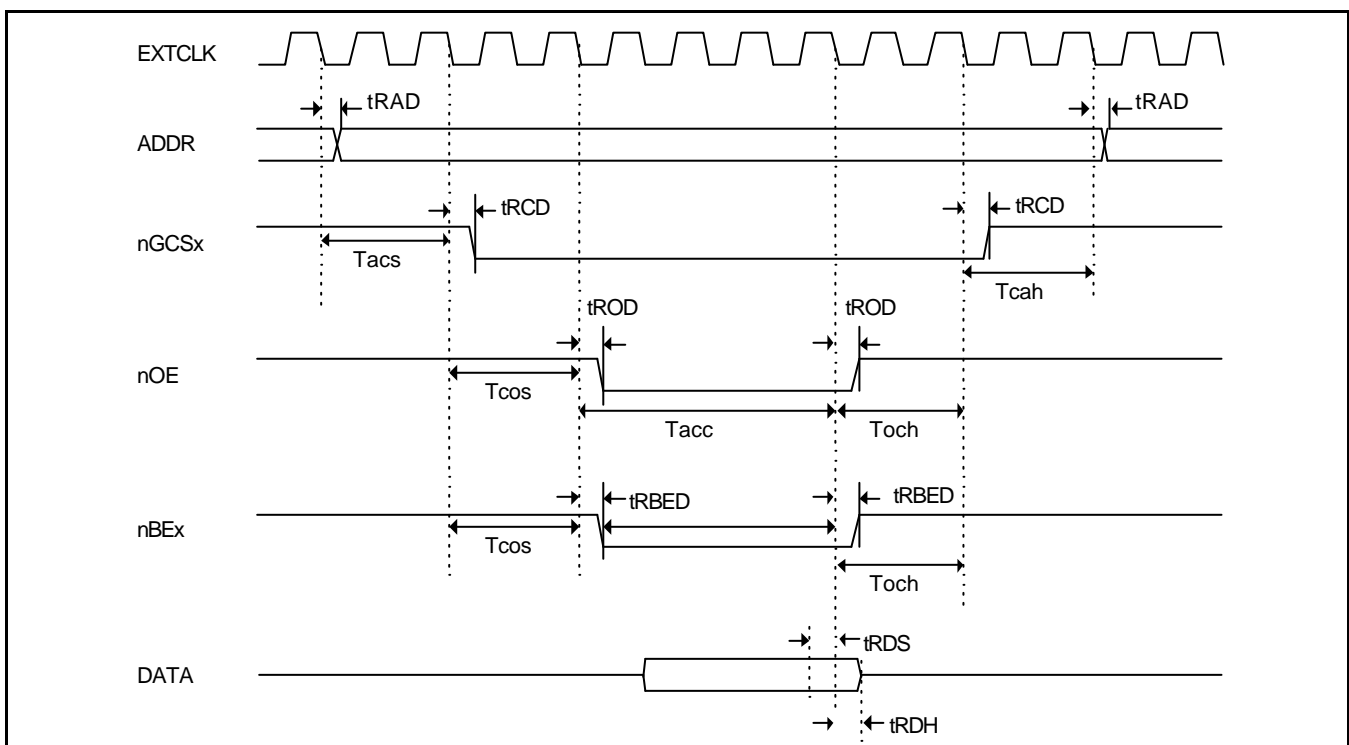 EXTCLK
tRAD
tRAD
ADDR
tRCD
tRCD
nGCSx
Tacs
Tcah
tROD
tROD
nOE
Tcos
Tacc
Toch
tRBED
tRBED
nBEx
Tcos
Toch
tRDS
DATA
tRDH